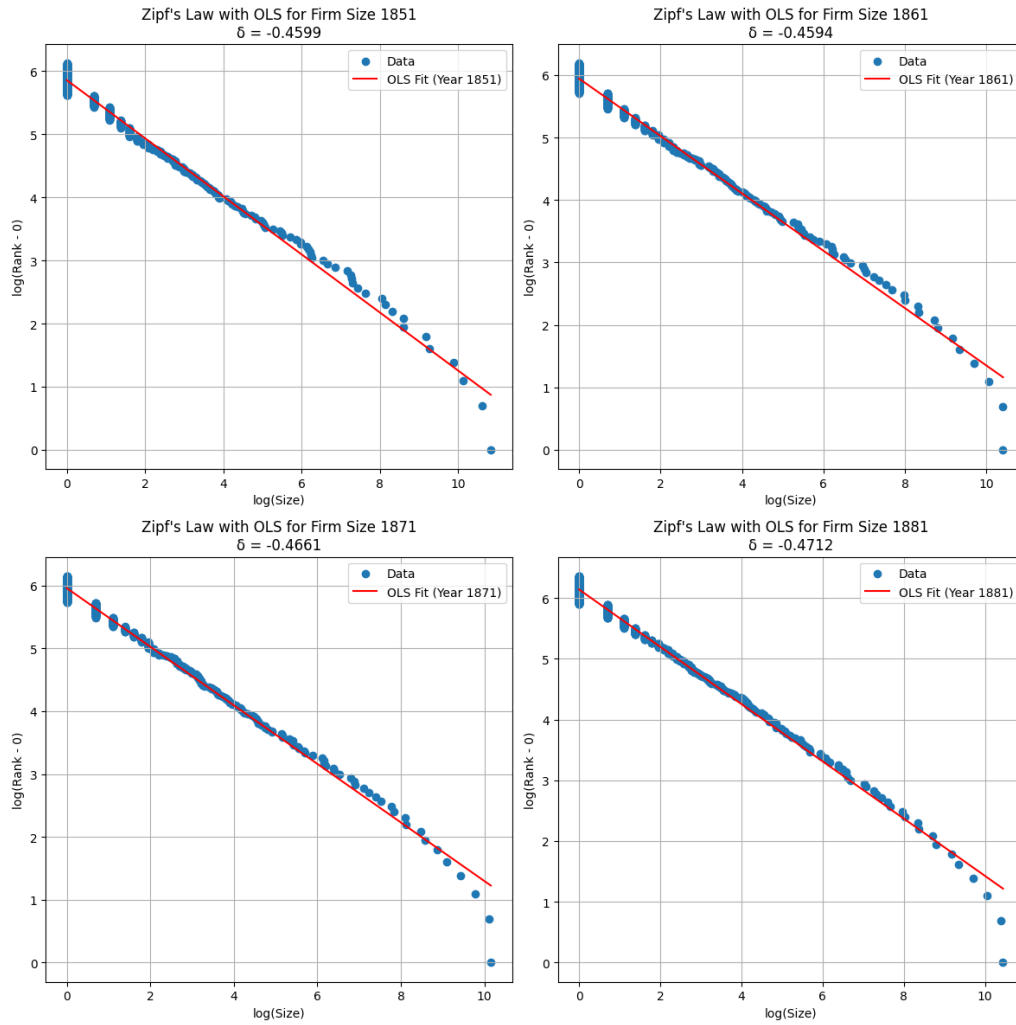 Zipf's Law with OLS for Firm Size 1851
δ = -0.4599
Data
OLS Fit (Year 1851)
6
5
4
3
2
1
0
log(Rank - 0)
0 2 4 6 8 10
log(Size)
Zipf's Law with OLS for Firm Size 1861
δ = -0.4594
Data
OLS Fit (Year 1861)
6
5
4
3
2
1
0
log(Rank - 0)
0 2 4 6 8 10
log(Size)
Zipf's Law with OLS for Firm Size 1871
δ = -0.4661
Data
OLS Fit (Year 1871)
6
5
4
3
2
1
0
log(Rank - 0)
0 2 4 6 8 10
log(Size)
Zipf's Law with OLS for Firm Size 1881
δ = -0.4712
Data
OLS Fit (Year 1881)
6
5
4
3
2
1
0
log(Rank - 0)
0 2 4 6 8 10
log(Size)